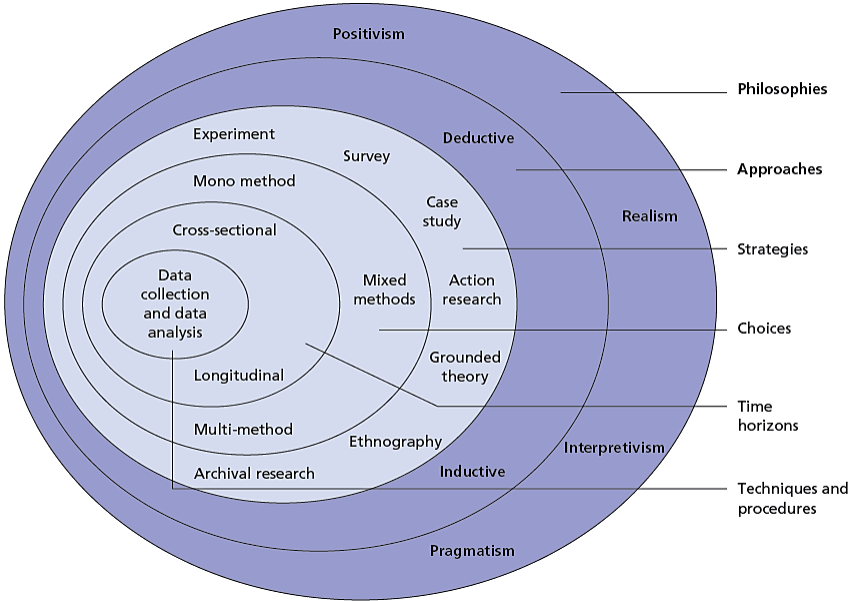 Positivism
Philosophies
Experiment
Deductive
Survey
Approaches
Mono method
Case
study
Realism
Cross-sectional
Strategies
Data
collection
and data
analysis
Mixed
methods
Action
research
Choices
Grounded
theory
Longitudinal
Time
horizons
Multi-method
Ethnography
Interpretivism
Archival research
Inductive
Techniques and
procedures
Pragmatism